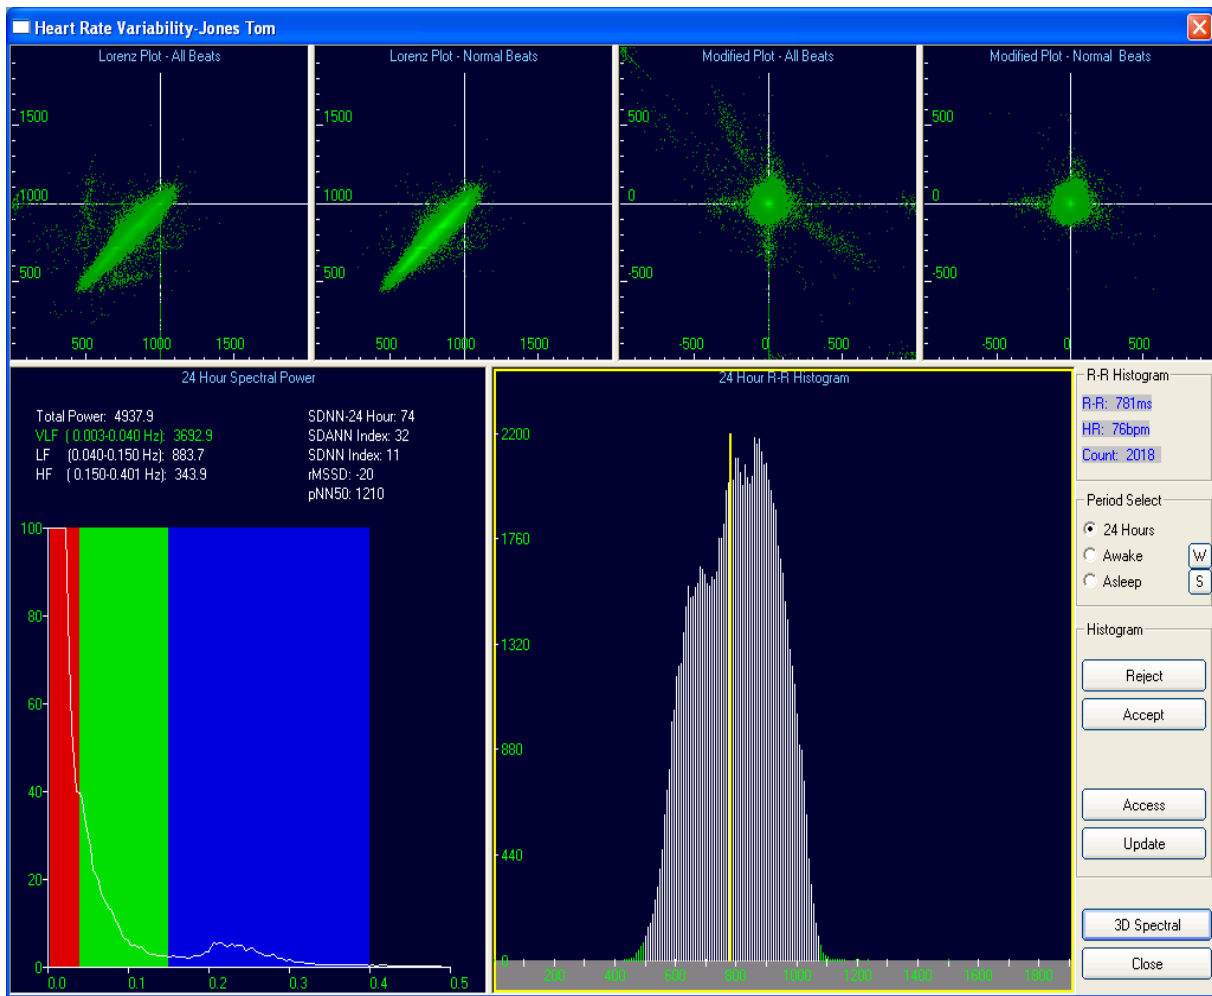 Heart Rate Variability-Jones Tom
Lorenz Plot - All Beats
1500
1000
500
500 1000 1500
Lorenz Plot - Normal Beats
1500
1000
500
500 1000 1500
Modified Plot - All Beats
500
0
-500
-500 0 500
Modified Plot - Normal Beats
500
0
-500
-500 0 500
24 Hour Spectral Power
Total Power: 4937.9
VLF ( 0.003-0.040 Hz): 3692.9
LF (0.040-0.150 Hz): 883.7
HF ( 0.150-0.401 Hz): 343.9
SDNN-24 Hour: 74
SDANN Index: 32
SDNN Index: 11
rMSSD: -20
pNN50: 1210
100
80
60
40
20
0
0.0 0.1 0.2 0.3 0.4 0.5
24 Hour R-R Histogram
2200
1760
1320
880
440
0
200 400 600 800 1000 1200 1400 1600 1800
R-R Histogram
R-R: 781ms
HR: 76bpm
Count: 2018
Period Select
24 Hours
Awake W
Asleep S
Histogram
Reject
Accept
Access
Update
3D Spectral
Close